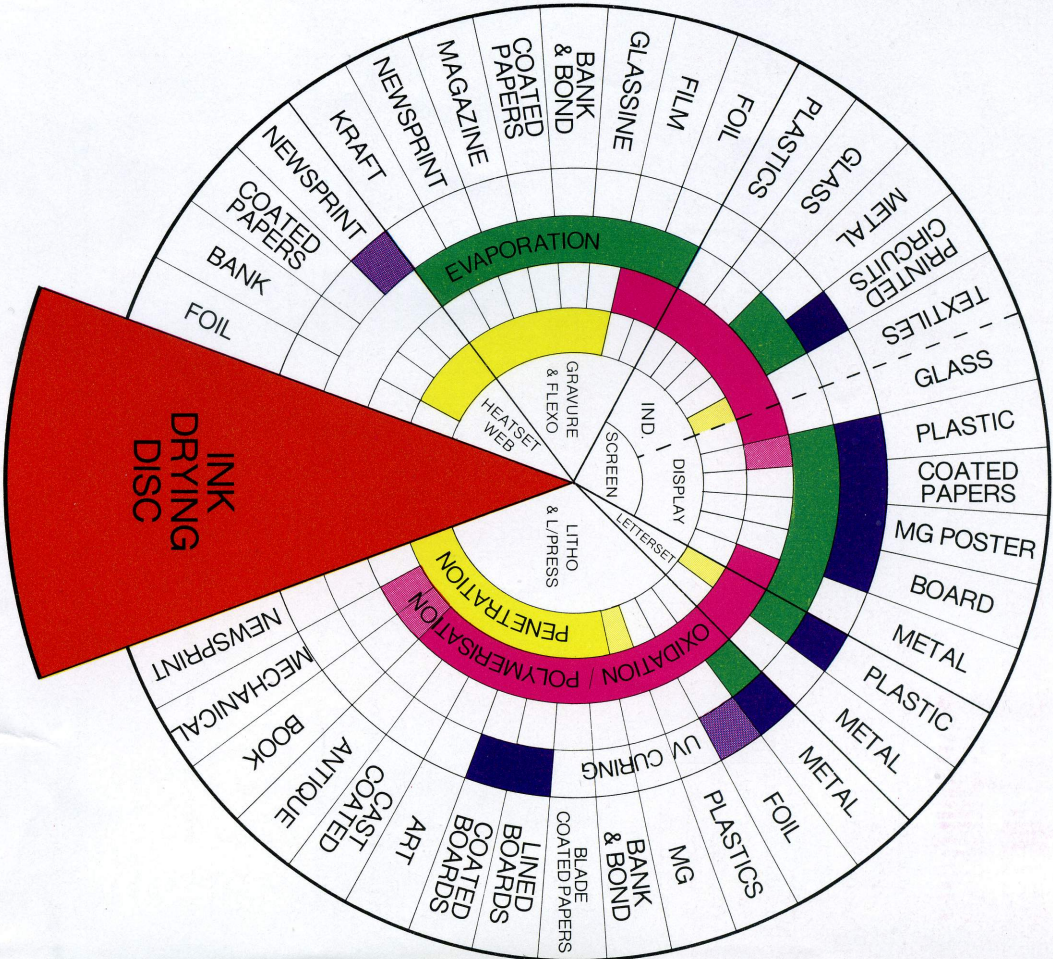 INK
DRYING
DISC
FOIL
BANK
COATED
PAPERS
NEWSPRINT
KRAFT
NEWSPRINT
MAGAZINE
COATED
PAPERS
BANK
& BOND
GLASSINE
FILM
FOIL
PLASTICS
GLASS
METAL
PRINTED
CIRCUITS
TEXTILES
GLASS
PLASTIC
COATED
PAPERS
MG POSTER
BOARD
METAL
PLASTIC
METAL
METAL
FOIL
PLASTICS
MG
BANK
& BOND
BLADE
COATED PAPERS
LINED
BOARDS
COATED
BOARDS
ART
CAST
COATED
ANTIQUE
BOOK
MECHANICAL
NEWSPRINT
EVAPORATION
UV CURING
OXIDATION / POLYMERISATION
PENETRATION
HEATSET
WEB
GRAVURE
& FLEXO
IND.
SCREEN
DISPLAY
LETTERSET
LITHO
& L/PRESS